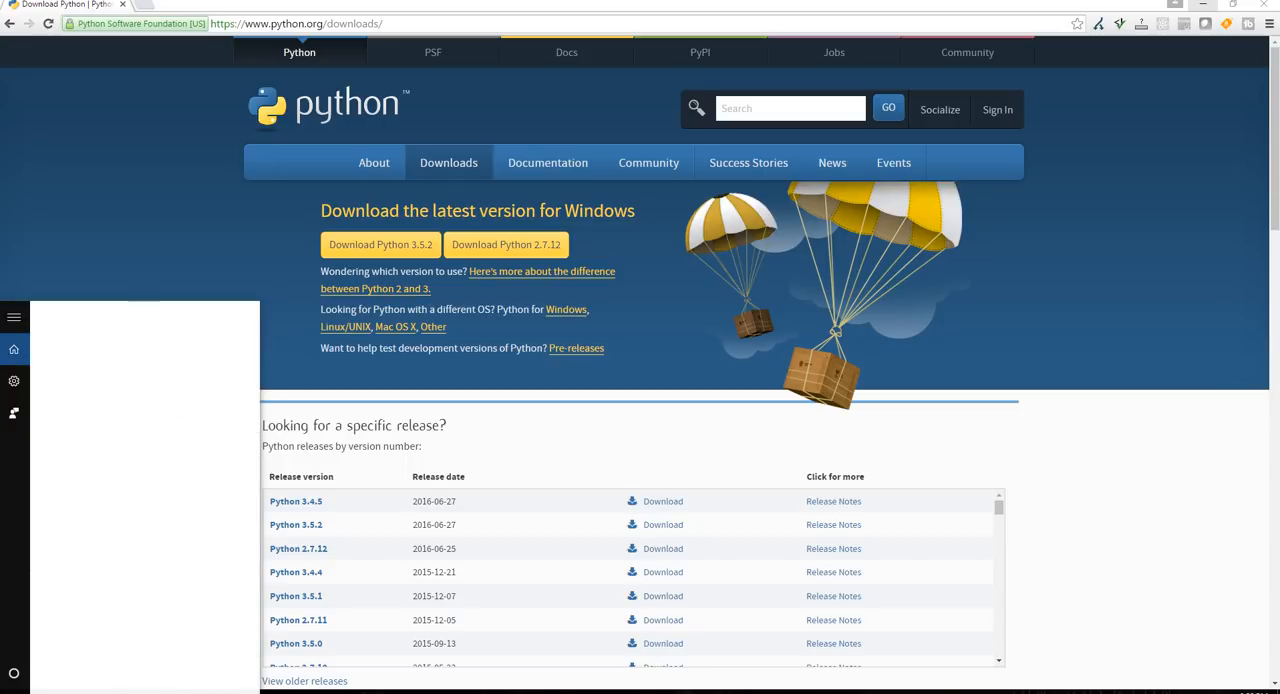 Download Python | Pytho
Python Software Foundation [US] https://www.python.org/downloads/
Python PSF Docs PyPI Jobs Community
python™
Search GO Socialize Sign In
About Downloads Documentation Community Success Stories News Events
Download the latest version for Windows
Download Python 3.5.2 Download Python 2.7.12
Wondering which version to use? Here's more about the difference
between Python 2 and 3.
Looking for Python with a different OS? Python for Windows,
Linux/UNIX, Mac OS X, Other
Want to help test development versions of Python? Pre-releases
Looking for a specific release?
Python releases by version number:
Release version Release date Click for more
Python 3.4.5 2016-06-27 Download Release Notes
Python 3.5.2 2016-06-27 Download Release Notes
Python 2.7.12 2016-06-25 Download Release Notes
Python 3.4.4 2015-12-21 Download Release Notes
Python 3.5.1 2015-12-07 Download Release Notes
Python 2.7.11 2015-12-05 Download Release Notes
Python 3.5.0 2015-09-13 Download Release Notes
View older releases